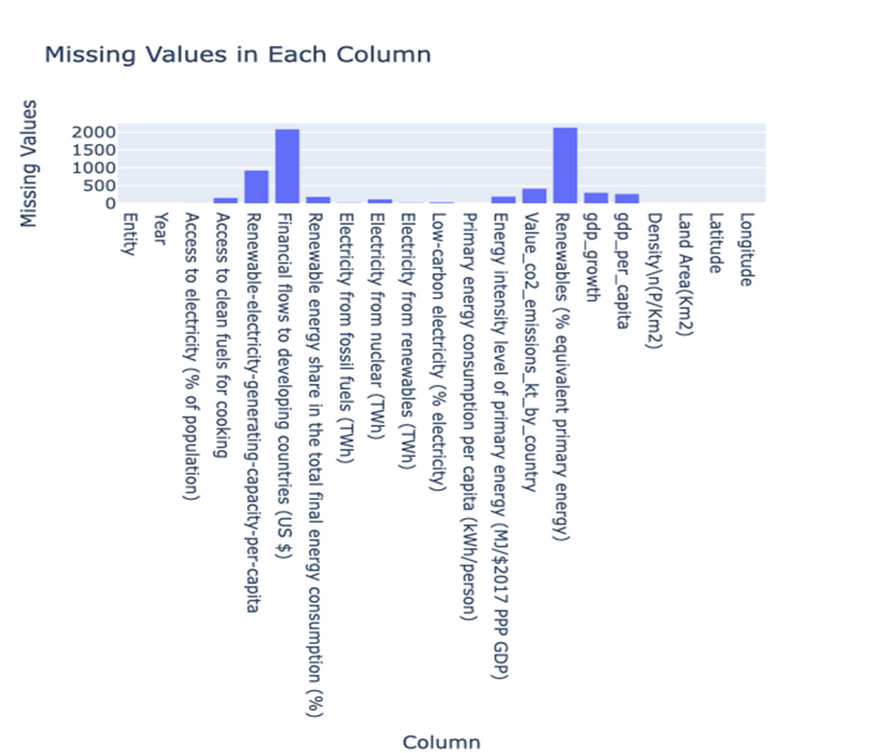 Missing Values in Each Column
Missing Values
2000
1500
1000
500
0
Entity
Year
Access to electricity (% of population)
Access to clean fuels for cooking
Renewable-electricity-generating-capacity-per-capita
Financial flows to developing countries (US $)
Renewable energy share in the total final energy consumption (%)
Electricity from fossil fuels (TWh)
Electricity from nuclear (TWh)
Electricity from renewables (TWh)
Low-carbon electricity (% electricity)
Primary energy consumption per capita (kWh/person)
Energy intensity level of primary energy (MJ/$2017 PPP GDP)
Value_co2_emissions_kt_by_country
Renewables (% equivalent primary energy)
gdp_growth
gdp_per_capita
Density\n(P/Km2)
Land Area(Km2)
Latitude
Longitude
Column